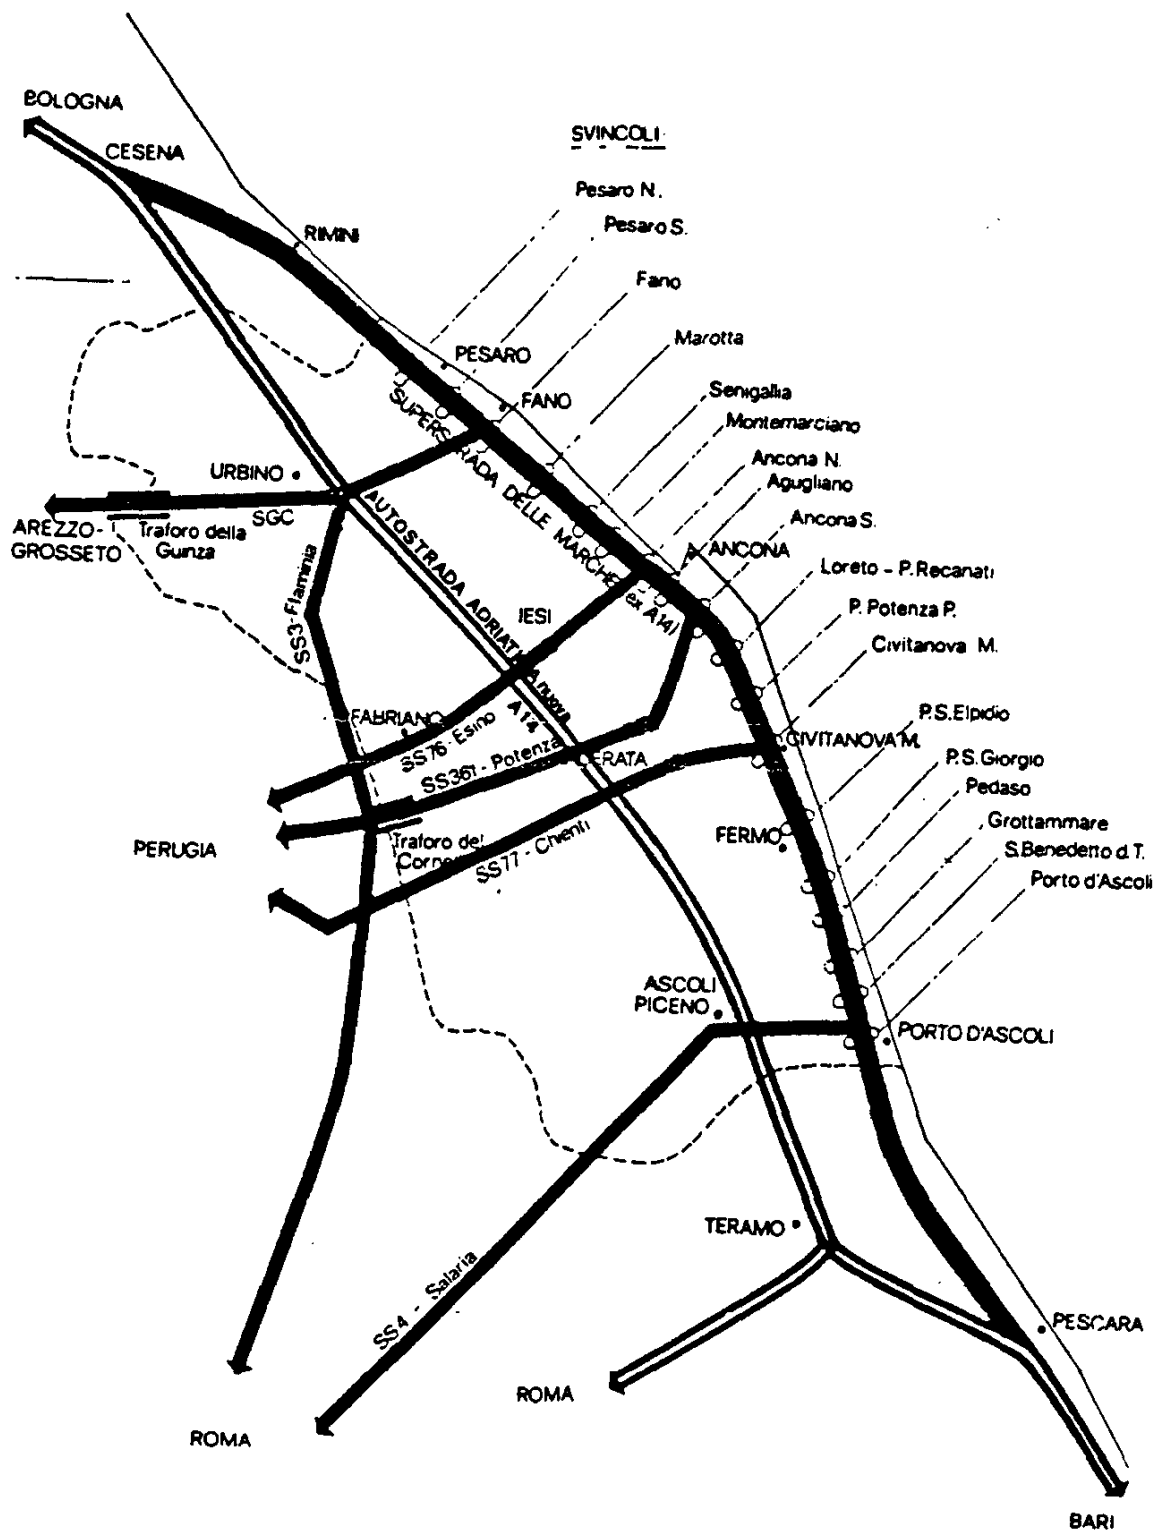 BOLOGNA
CESENA
SVINCOLI
Pesaro N.
Pesaro S.
RIMINI
Fano
Marotta
PESARO
FANO
Senigallia
Montemarciano
Ancona N.
Agugliano
Ancona S.
URBINO
SUPERSTRADA DELLE MARCHE (ex A14)
AUTOSTRADA ADRIATICA nuova
A14
AREZZO-
GROSSETO
SGC
Traforo della
Guinza
ANCONA
Loreto - P. Recanati
P. Potenza P.
Civitanova M.
SS3-Flaminia
IESI
FABRIANO
SS76-Esino
SS361-Potenza
ERATA
CIVITANOVA M.
P.S.Elpidio
P.S.Giorgio
Pedaso
Grottammare
S.Benedetto d.T.
Porto d'Ascoli
PERUGIA
Traforo del
SS77-Chienti
FERMO
ASCOLI
PICENO
PORTO D'ASCOLI
TERAMO
SS4 - Salaria
PESCARA
ROMA
ROMA
BARI